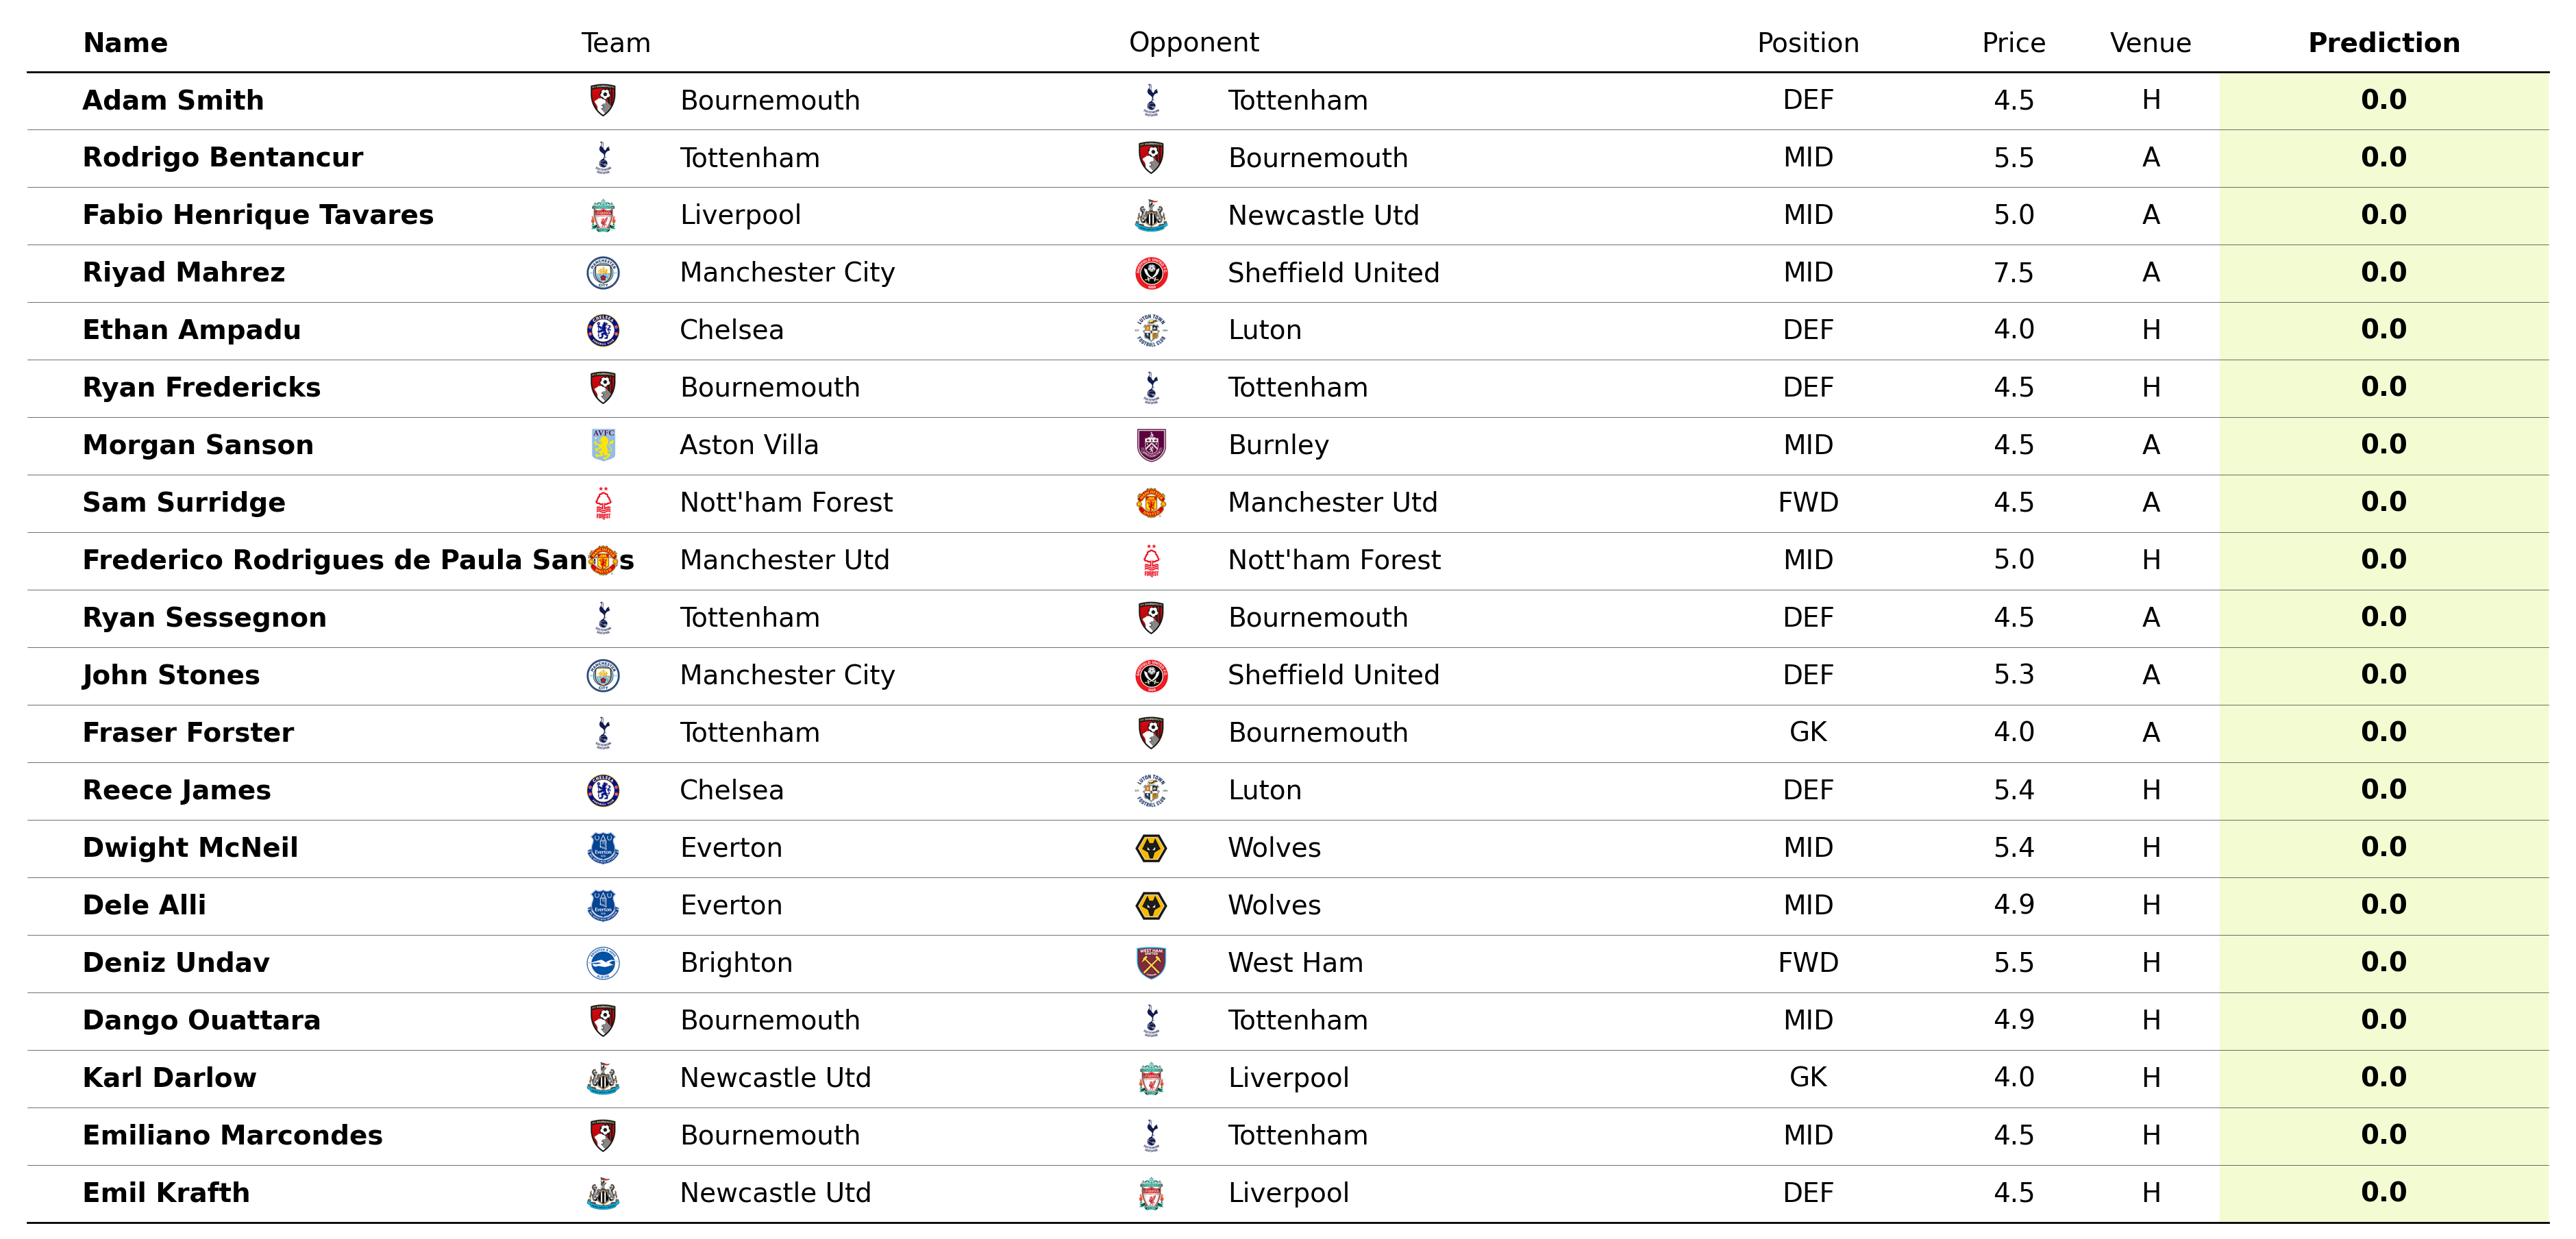 Name Team Opponent Position Price Venue Prediction
Adam Smith Bournemouth Tottenham DEF 4.5 H 0.0
Rodrigo Bentancur Tottenham Bournemouth MID 5.5 A 0.0
Fabio Henrique Tavares Liverpool Newcastle Utd MID 5.0 A 0.0
Riyad Mahrez Manchester City Sheffield United MID 7.5 A 0.0
Ethan Ampadu Chelsea Luton DEF 4.0 H 0.0
Ryan Fredericks Bournemouth Tottenham DEF 4.5 H 0.0
Morgan Sanson Aston Villa Burnley MID 4.5 A 0.0
Sam Surridge Nott'ham Forest Manchester Utd FWD 4.5 A 0.0
Frederico Rodrigues de Paula Manchester Utd Nott'ham Forest MID 5.0 H 0.0
Ryan Sessegnon Tottenham Bournemouth DEF 4.5 A 0.0
John Stones Manchester City Sheffield United DEF 5.3 A 0.0
Fraser Forster Tottenham Bournemouth GK 4.0 A 0.0
Reece James Chelsea Luton DEF 5.4 H 0.0
Dwight McNeil Everton Wolves MID 5.4 H 0.0
Dele Alli Everton Wolves MID 4.9 H 0.0
Deniz Undav Brighton West Ham FWD 5.5 H 0.0
Dango Ouattara Bournemouth Tottenham MID 4.9 H 0.0
Karl Darlow Newcastle Utd Liverpool GK 4.0 H 0.0
Emiliano Marcondes Bournemouth Tottenham MID 4.5 H 0.0
Emil Krafth Newcastle Utd Liverpool DEF 4.5 H 0.0